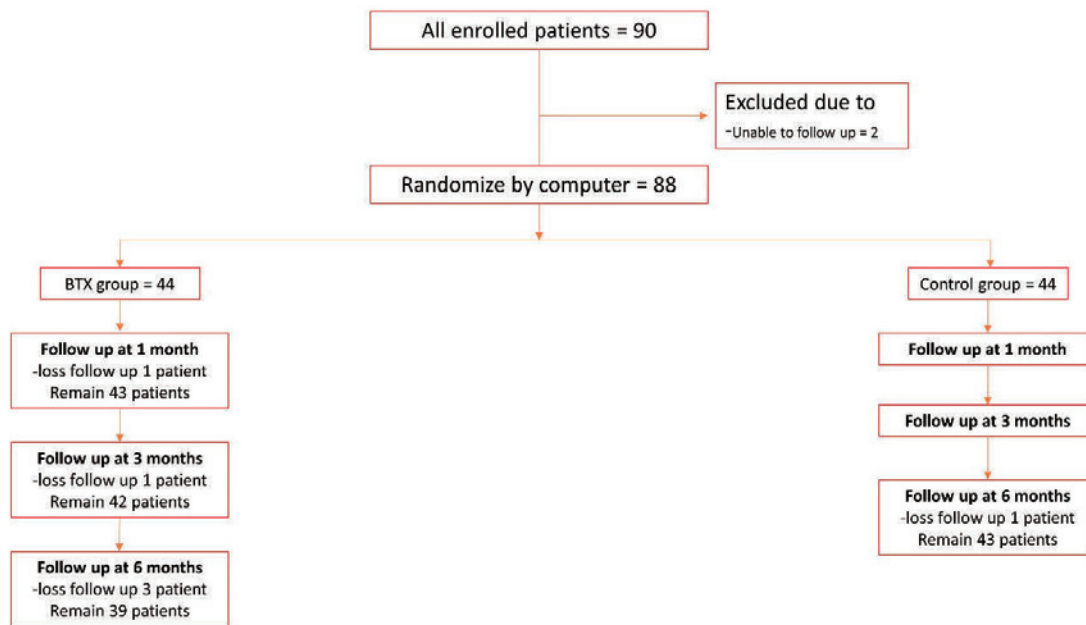 All enrolled patients = 90
Excluded due to
-Unable to follow up = 2
Randomize by computer = 88
BTX group = 44
Follow up at 1 month
-loss follow up 1 patient
Remain 43 patients
Follow up at 3 months
-loss follow up 1 patient
Remain 42 patients
Follow up at 6 months
-loss follow up 3 patient
Remain 39 patients
Control group = 44
Follow up at 1 month
Follow up at 3 months
Follow up at 6 months
-loss follow up 1 patient
Remain 43 patients